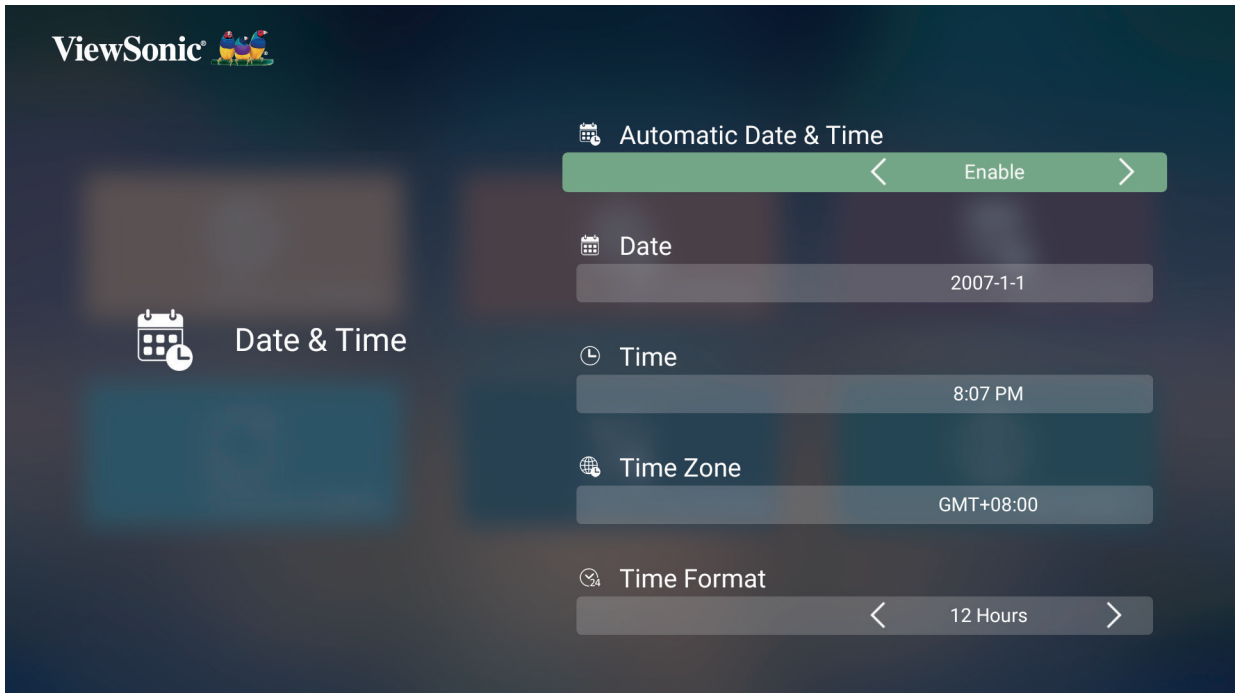 ViewSonic®
Automatic Date & Time
Enable
Date
2007-1-1
Date & Time
Time
8:07 PM
Time Zone
GMT+08:00
Time Format
12 Hours